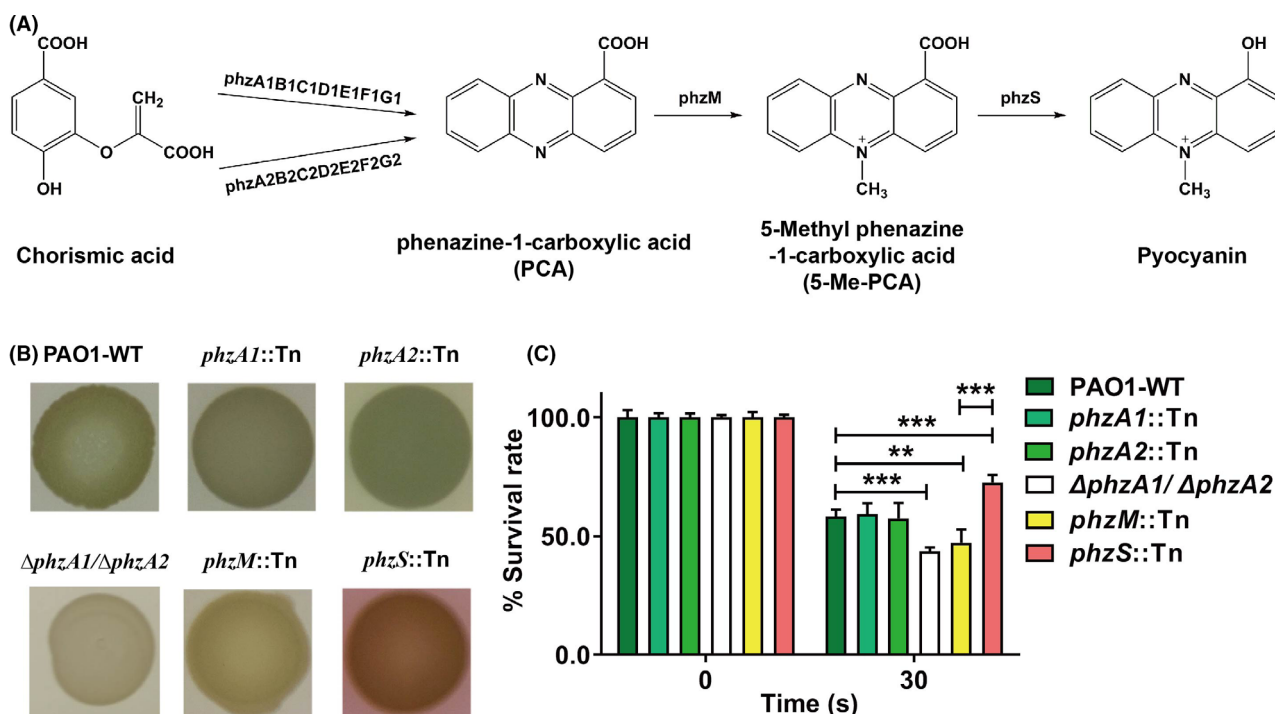 (A)
COOH
CH2
O
COOH
OH
Chorismic acid
phzA1B1C1D1E1F1G1
phzA2B2C2D2E2F2G2
COOH
N
N
phenazine-1-carboxylic acid
(PCA)
phzM
COOH
N
N+
CH3
5-Methyl phenazine
-1-carboxylic acid
(5-Me-PCA)
phzS
OH
N
N+
CH3
Pyocyanin
(B) PAO1-WT
phzA1::Tn
phzA2::Tn
ΔphzA1/ΔphzA2
phzM::Tn
phzS::Tn
(C)
% Survival rate
100.0
50.0
0.0
0
30
Time (s)
***
***
**
***
PAO1-WT
phzA1::Tn
phzA2::Tn
ΔphzA1/ ΔphzA2
phzM::Tn
phzS::Tn